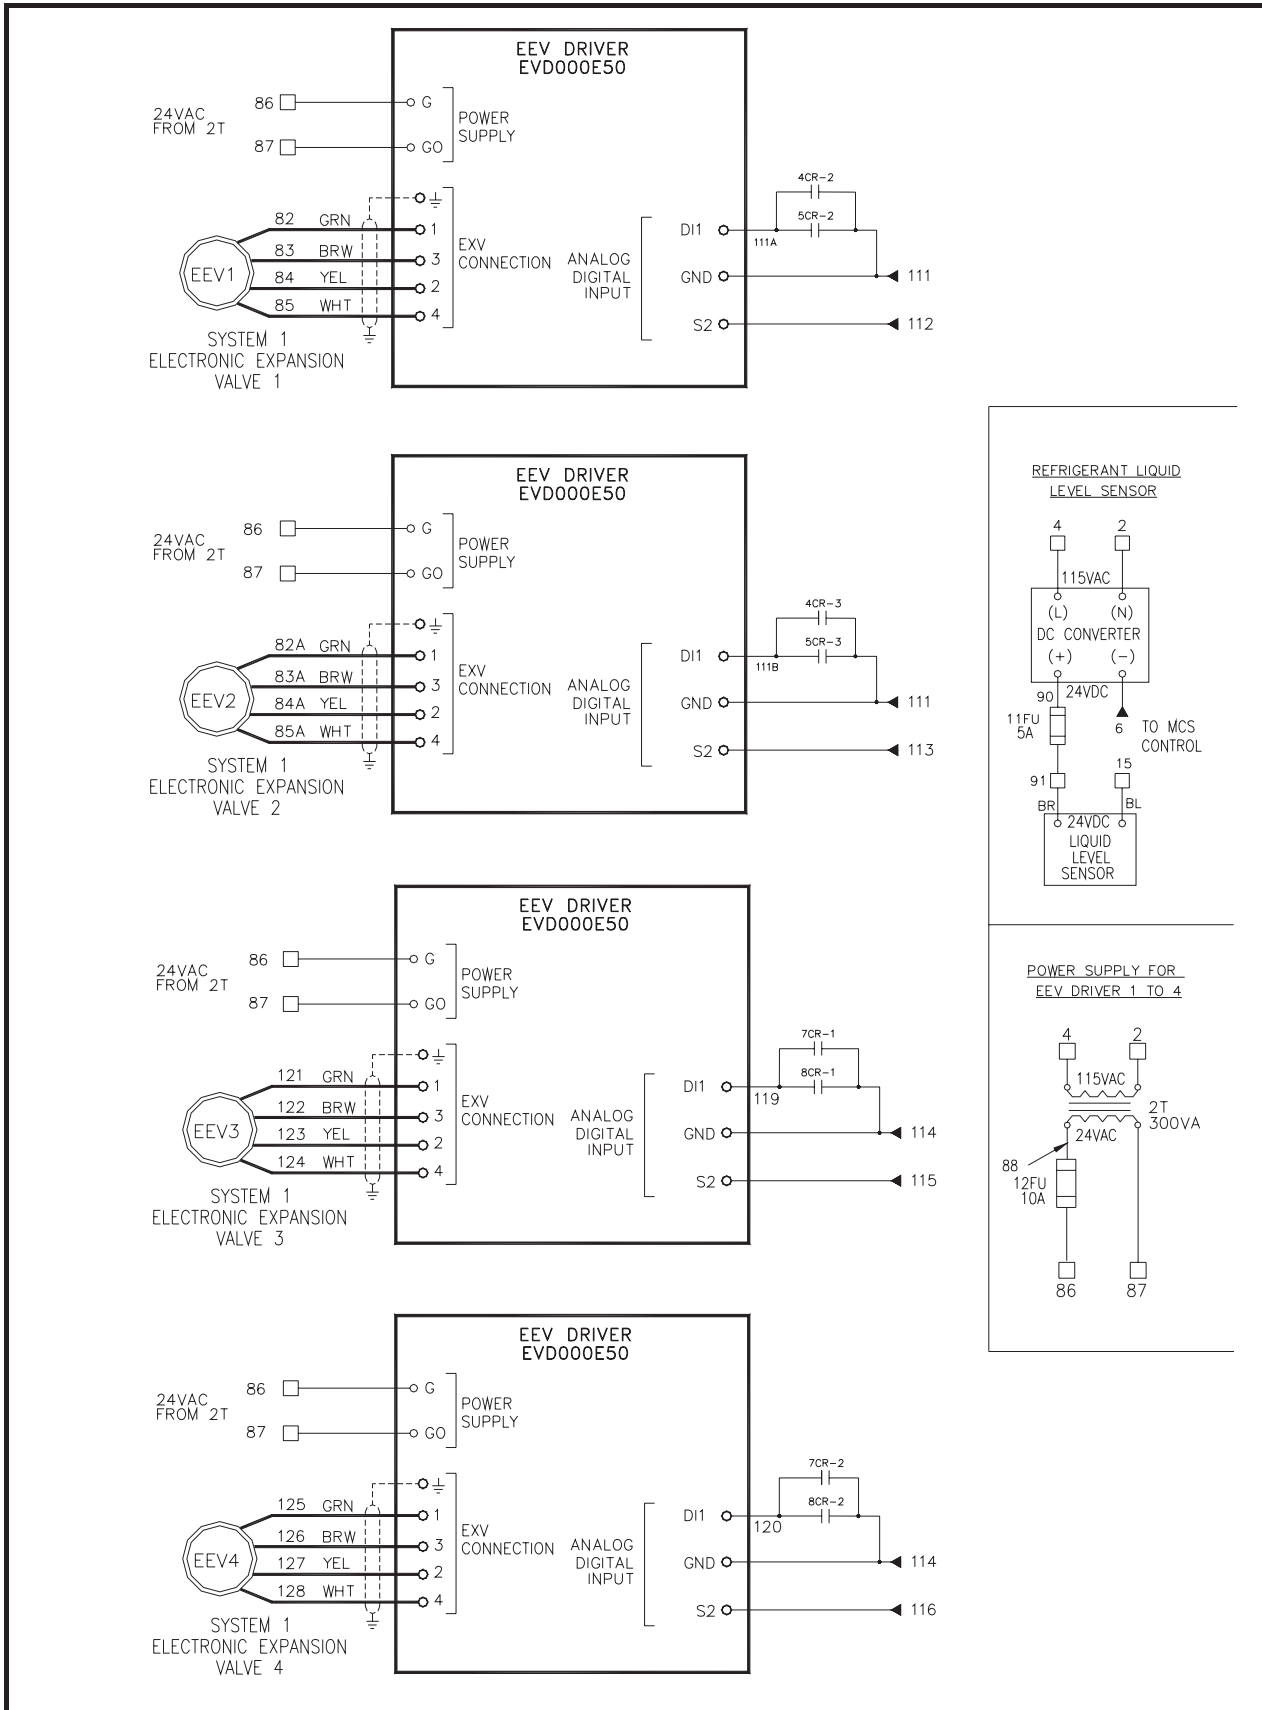 EEV DRIVER
EVD000E50
24VAC
FROM 2T
86
87
G
GO
POWER
SUPPLY
82 GRN
83 BRW
84 YEL
85 WHT
1
3
2
4
EXV
CONNECTION
EEV1
SYSTEM 1
ELECTRONIC EXPANSION
VALVE 1
ANALOG
DIGITAL
INPUT
DI1
GND
S2
4CR-2
5CR-2
111A
111
112
EEV DRIVER
EVD000E50
24VAC
FROM 2T
86
87
G
GO
POWER
SUPPLY
82A GRN
83A BRW
84A YEL
85A WHT
1
3
2
4
EXV
CONNECTION
EEV2
SYSTEM 1
ELECTRONIC EXPANSION
VALVE 2
ANALOG
DIGITAL
INPUT
DI1
GND
S2
4CR-3
5CR-3
111B
111
113
EEV DRIVER
EVD000E50
24VAC
FROM 2T
86
87
G
GO
POWER
SUPPLY
121 GRN
122 BRW
123 YEL
124 WHT
1
3
2
4
EXV
CONNECTION
EEV3
SYSTEM 1
ELECTRONIC EXPANSION
VALVE 3
ANALOG
DIGITAL
INPUT
DI1
GND
S2
7CR-1
8CR-1
119
114
115
EEV DRIVER
EVD000E50
24VAC
FROM 2T
86
87
G
GO
POWER
SUPPLY
125 GRN
126 BRW
127 YEL
128 WHT
1
3
2
4
EXV
CONNECTION
EEV4
SYSTEM 1
ELECTRONIC EXPANSION
VALVE 4
ANALOG
DIGITAL
INPUT
DI1
GND
S2
7CR-2
8CR-2
120
114
116
REFRIGERANT LIQUID
LEVEL SENSOR
4 2
115VAC
(L) (N)
DC CONVERTER
(+) (-)
90 24VDC
11FU
5A
6 TO MCS
CONTROL
91 15
BR BL
24VDC
LIQUID
LEVEL
SENSOR
POWER SUPPLY FOR
EEV DRIVER 1 TO 4
4 2
115VAC
2T
300VA
24VAC
88
12FU
10A
86 87